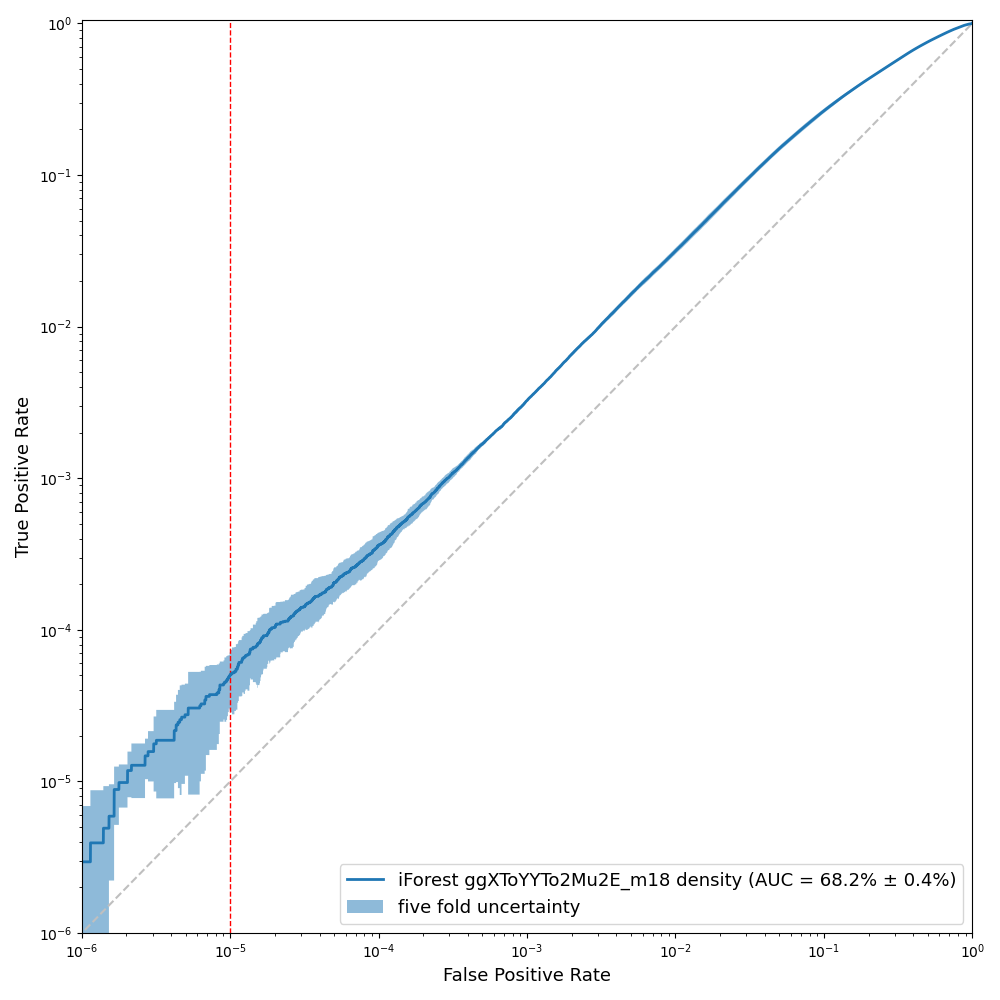 10⁰
10⁻¹
10⁻²
10⁻³
10⁻⁴
10⁻⁵
10⁻⁶
True Positive Rate
iForest ggXToYYTo2Mu2E_m18 density (AUC = 68.2% ± 0.4%)
five fold uncertainty
10⁻⁶ 10⁻⁵ 10⁻⁴ 10⁻³ 10⁻² 10⁻¹ 10⁰
False Positive Rate